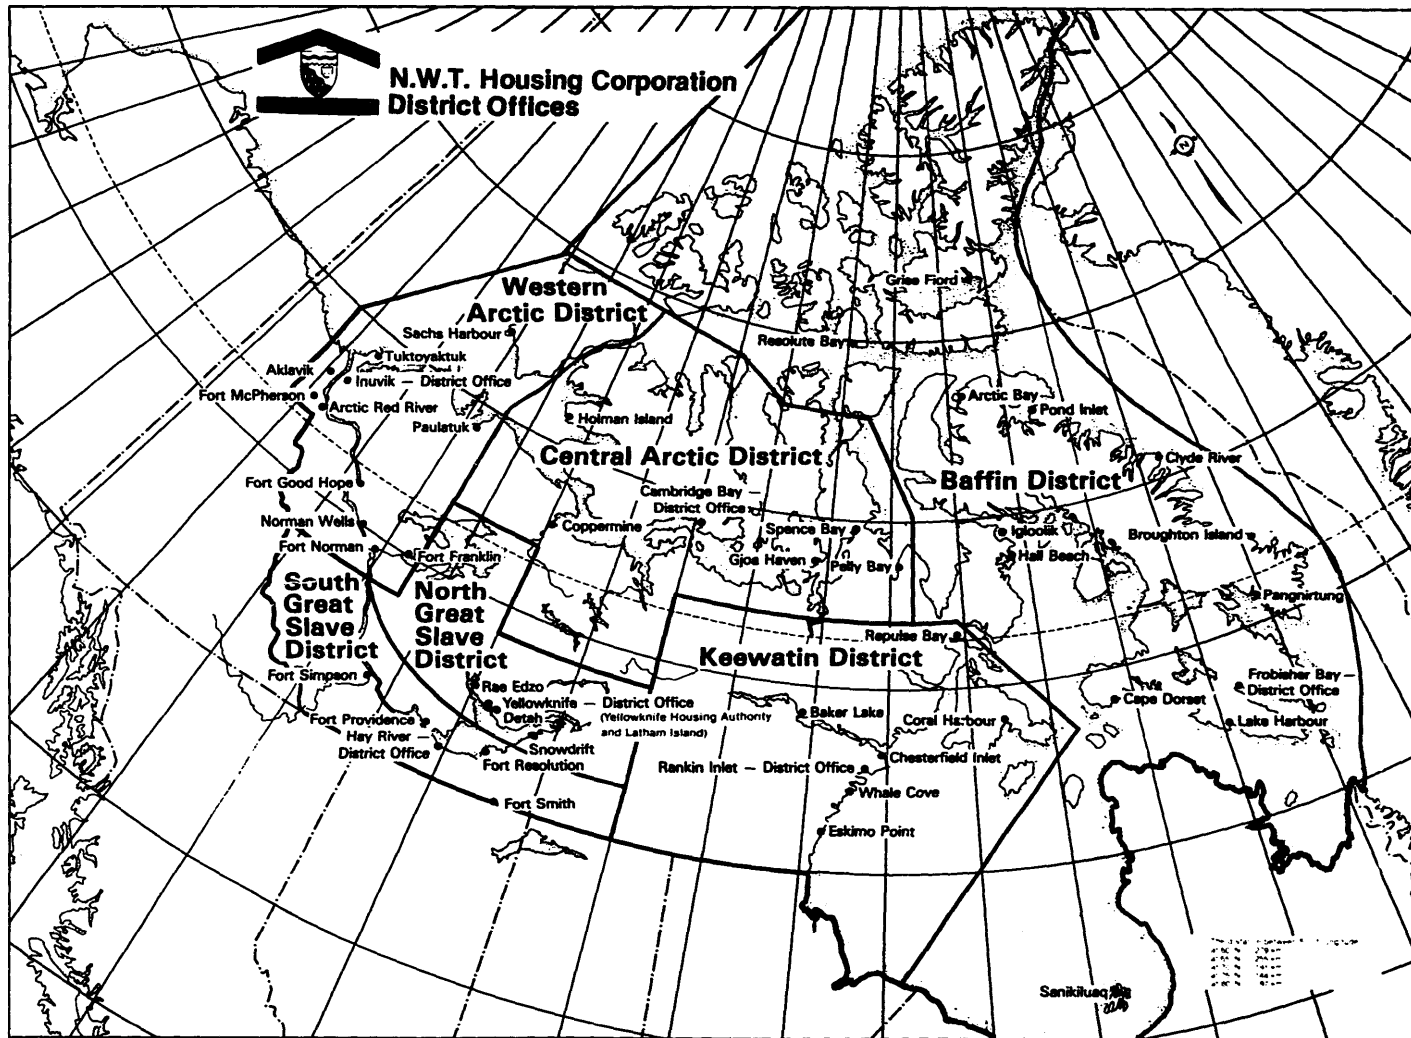 N.W.T. Housing Corporation
District Offices
Western
Arctic District
Sachs Harbour
Tuktoyaktuk
Aklavik
Inuvik — District Office
Fort McPherson
Arctic Red River
Paulatuk
Fort Good Hope
Norman Wells
Fort Norman
Fort Franklin
Grise Fiord
Resolute Bay
Holman Island
Central Arctic District
Cambridge Bay —
District Office
Coppermine
Spence Bay
Gjoa Haven
Pelly Bay
Arctic Bay
Pond Inlet
Clyde River
Baffin District
Igloolik
Hall Beach
Broughton Island
Pangnirtung
Frobisher Bay —
District Office
Cape Dorset
Lake Harbour
Sanikiluaq
South
Great
Slave
District
Fort Simpson
Fort Providence
Hay River —
District Office
Fort Resolution
Fort Smith
North
Great
Slave
District
Rae Edzo
Yellowknife — District Office
(Yellowknife Housing Authority
and Latham Island)
Detah
Snowdrift
Repulse Bay
Keewatin District
Baker Lake
Coral Harbour
Chesterfield Inlet
Rankin Inlet — District Office
Whale Cove
Eskimo Point
N